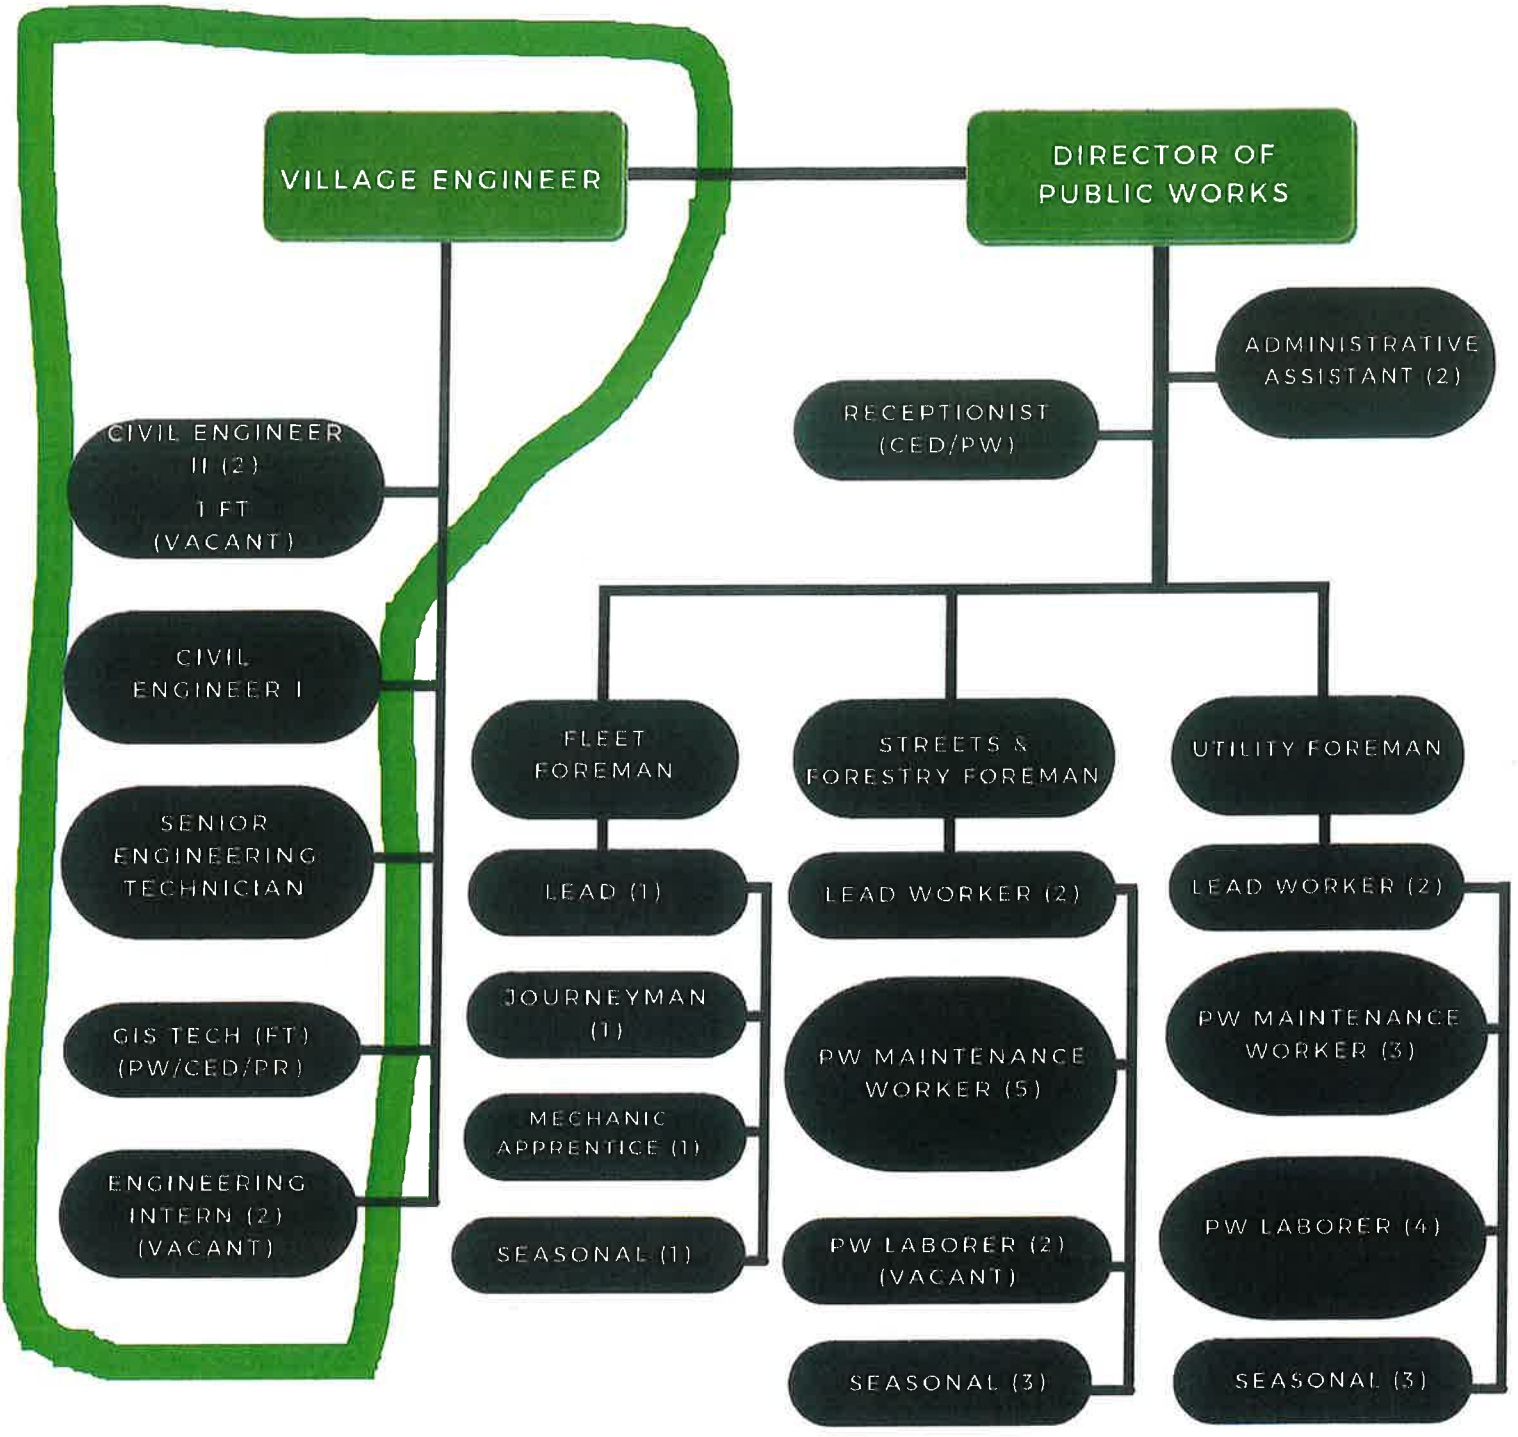 VILLAGE ENGINEER
DIRECTOR OF
PUBLIC WORKS
ADMINISTRATIVE
ASSISTANT (2)
RECEPTIONIST
(CED/PW)
CIVIL ENGINEER
II (2)
1 FT
(VACANT)
CIVIL
ENGINEER I
SENIOR
ENGINEERING
TECHNICIAN
GIS TECH (FT)
(PW/CED/PR)
ENGINEERING
INTERN (2)
(VACANT)
FLEET
FOREMAN
LEAD (1)
JOURNEYMAN
(1)
MECHANIC
APPRENTICE (1)
SEASONAL (1)
STREETS &
FORESTRY FOREMAN
LEAD WORKER (2)
PW MAINTENANCE
WORKER (5)
PW LABORER (2)
(VACANT)
SEASONAL (3)
UTILITY FOREMAN
LEAD WORKER (2)
PW MAINTENANCE
WORKER (3)
PW LABORER (4)
SEASONAL (3)